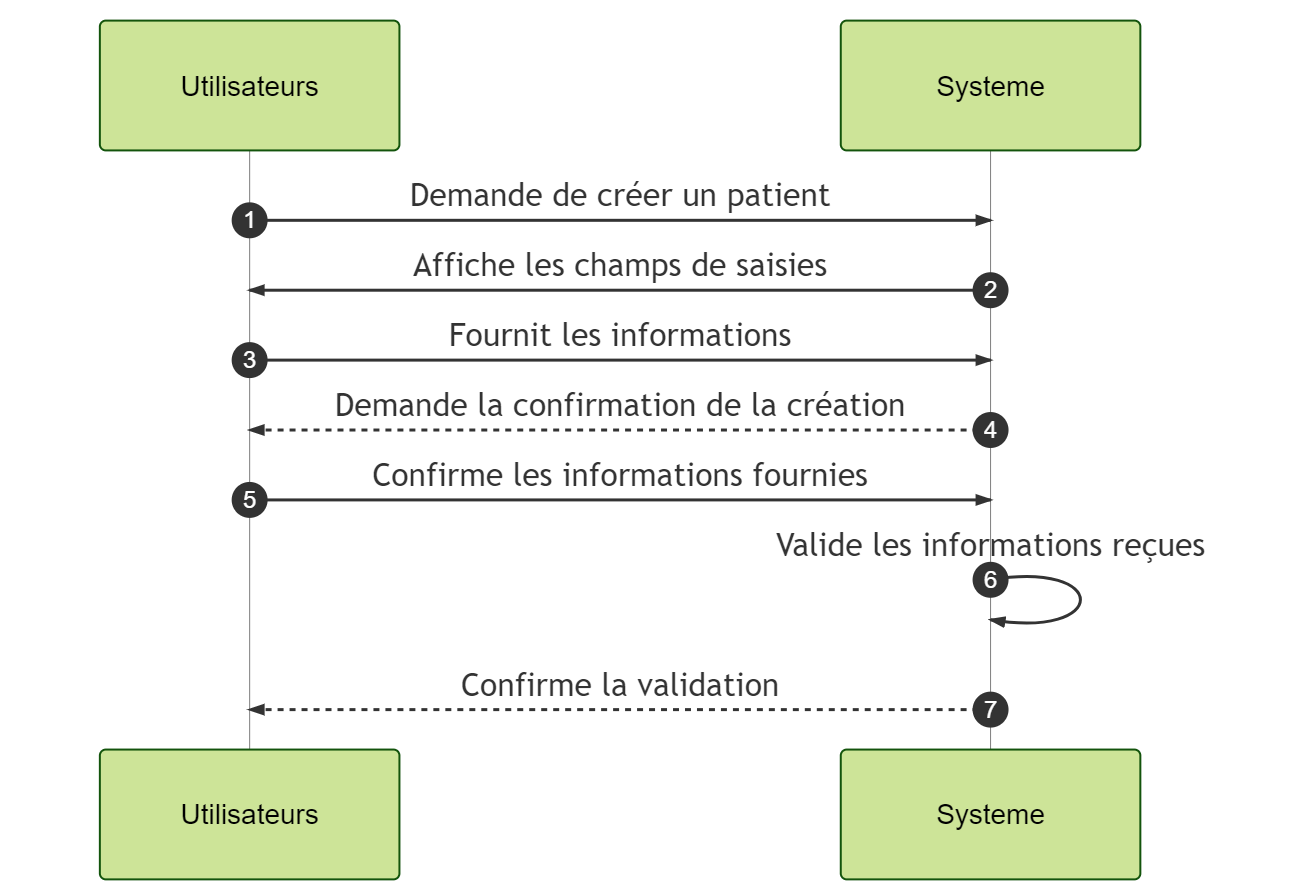 Utilisateurs
Systeme
Demande de créer un patient
1
Affiche les champs de saisies
2
Fournit les informations
3
Demande la confirmation de la création
4
Confirme les informations fournies
5
Valide les informations reçues
6
Confirme la validation
7
Utilisateurs
Systeme